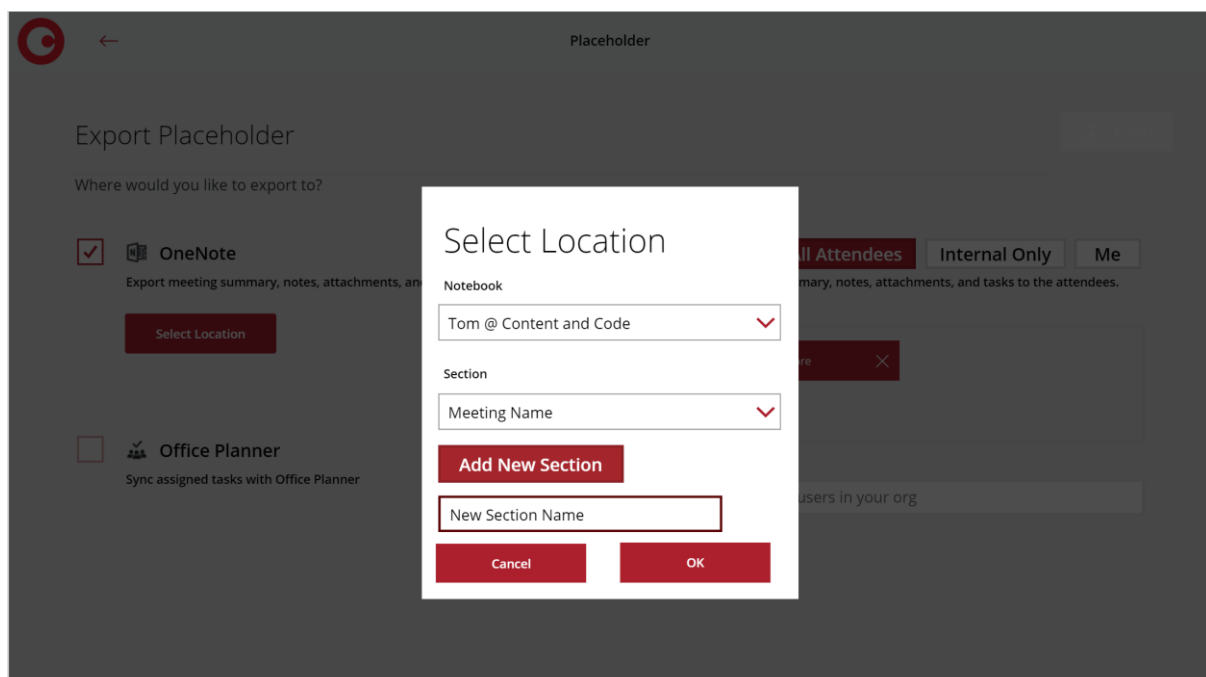 Placeholder
Export Placeholder
Where would you like to export to?
OneNote
Export meeting summary, notes, attachments, an
Select Location
Office Planner
Sync assigned tasks with Office Planner
Select Location
Notebook
Tom @ Content and Code
Section
Meeting Name
Add New Section
New Section Name
Cancel
OK
ll Attendees
Internal Only
Me
mary, notes, attachments, and tasks to the attendees.
re
users in your org